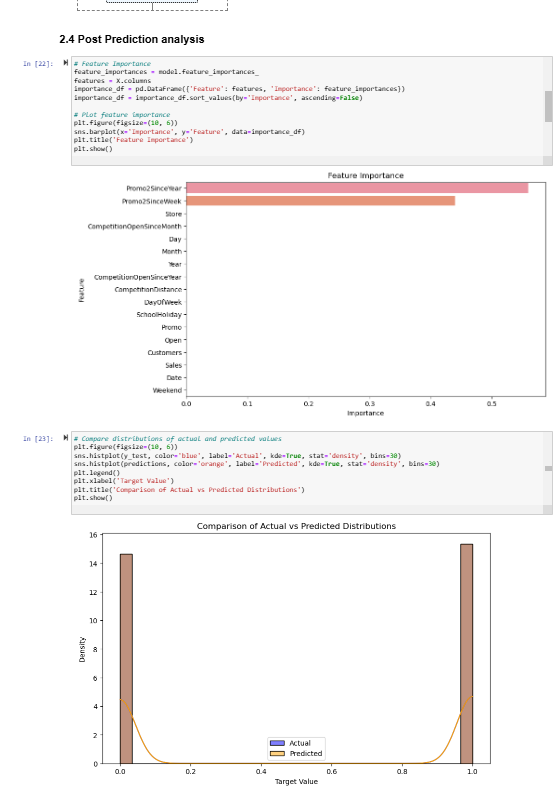 2.4 Post Prediction analysis
In [22]:
# Feature importance
feature_importances = model.feature_importances_
features = X.columns
importance_df = pd.DataFrame({'Feature': features, 'Importance': feature_importances})
importance_df = importance_df.sort_values(by='Importance', ascending=False)
# Plot feature importance
plt.figure(figsize=(10, 6))
sns.barplot(x='Importance', y='Feature', data=importance_df)
plt.title('Feature Importance')
plt.show()
Feature Importance
Promo2SinceYear
Promo2SinceWeek
Store
CompetitionOpenSinceMonth
Day
Month
Year
CompetitionOpenSinceYear
CompetitionDistance
DayOfWeek
SchoolHoliday
Promo
Open
Customers
Sales
Date
Weekend
Feature
0.0 0.1 0.2 0.3 0.4 0.5
Importance
In [23]:
# Compare distributions of actual and predicted values
plt.figure(figsize=(10, 6))
sns.histplot(y_test, color='blue', label='Actual', kde=True, stat='density', bins=30)
sns.histplot(predictions, color='orange', label='Predicted', kde=True, stat='density', bins=30)
plt.legend()
plt.xlabel('Target Value')
plt.title('Comparison of Actual vs Predicted Distributions')
plt.show()
Comparison of Actual vs Predicted Distributions
16
14
12
10
8
6
4
2
0
Density
Actual
Predicted
0.0 0.2 0.4 0.6 0.8 1.0
Target Value